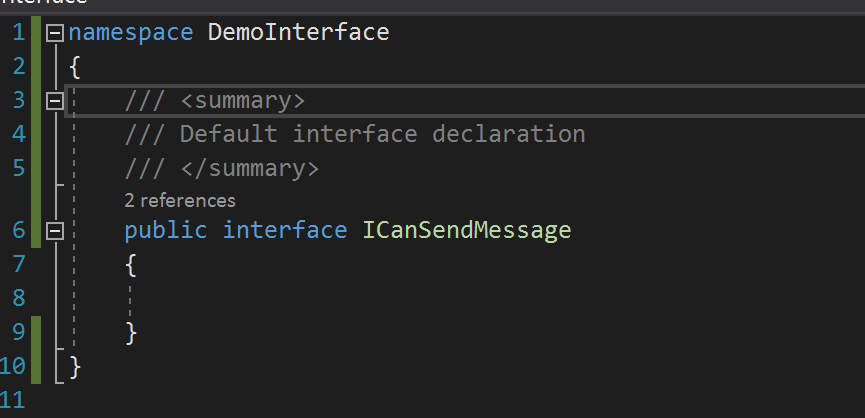 1 namespace DemoInterface
2 {
3 /// <summary>
4 /// Default interface declaration
5 /// </summary>
2 references
6 public interface ICanSendMessage
7 {
8
9 }
10 }
11